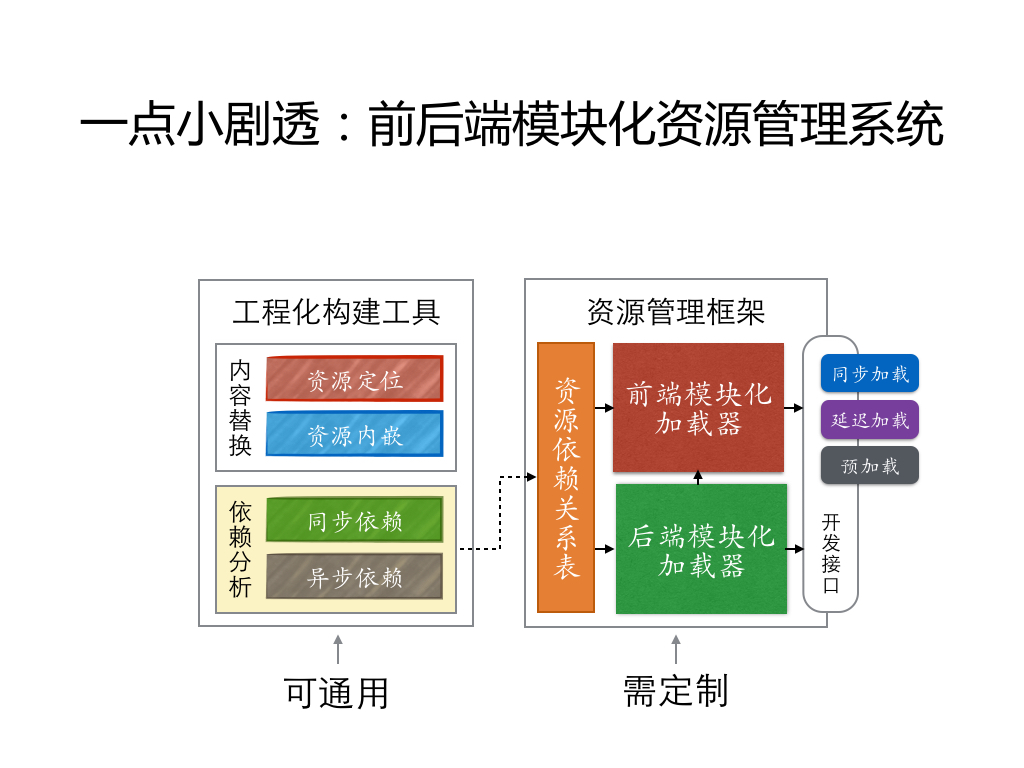 一点小剧透：前后端模块化资源管理系统
工程化构建工具
内容替换
资源定位
资源内嵌
依赖分析
同步依赖
异步依赖
可通用
资源管理框架
资源依赖关系表
前端模块化
加载器
后端模块化
加载器
同步加载
延迟加载
预加载
开发接口
需定制